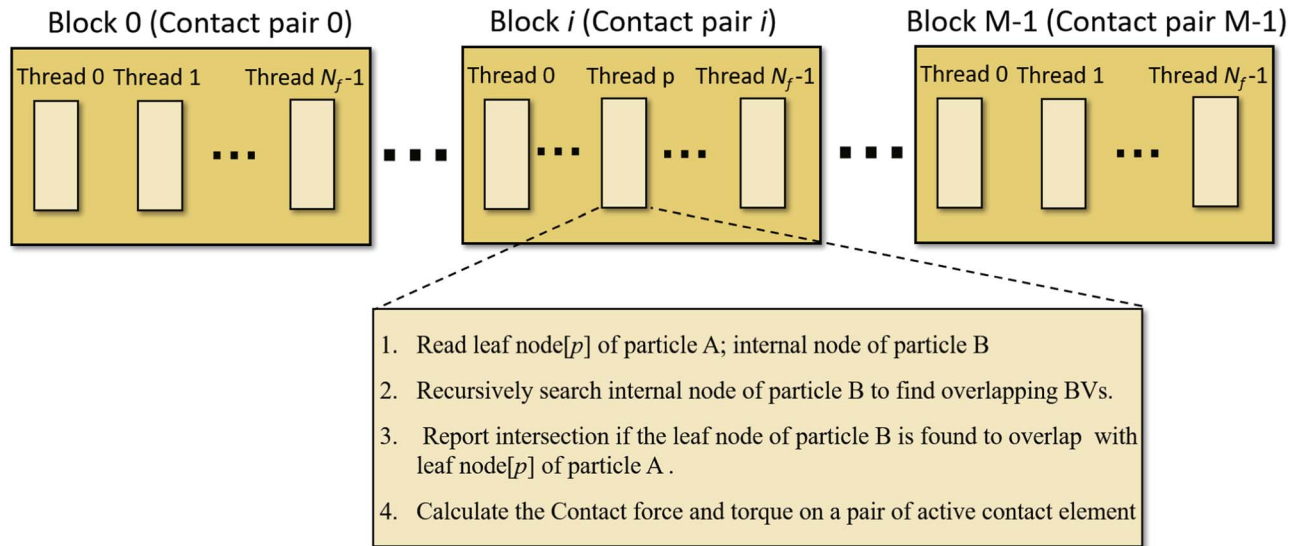 Block 0 (Contact pair 0)
Block i (Contact pair i)
Block M-1 (Contact pair M-1)
Thread 0 Thread 1 Thread N_f-1
Thread 0 Thread p Thread N_f-1
Thread 0 Thread 1 Thread N_f-1
1. Read leaf node[p] of particle A; internal node of particle B
2. Recursively search internal node of particle B to find overlapping BVs.
3. Report intersection if the leaf node of particle B is found to overlap with
leaf node[p] of particle A .
4. Calculate the Contact force and torque on a pair of active contact element